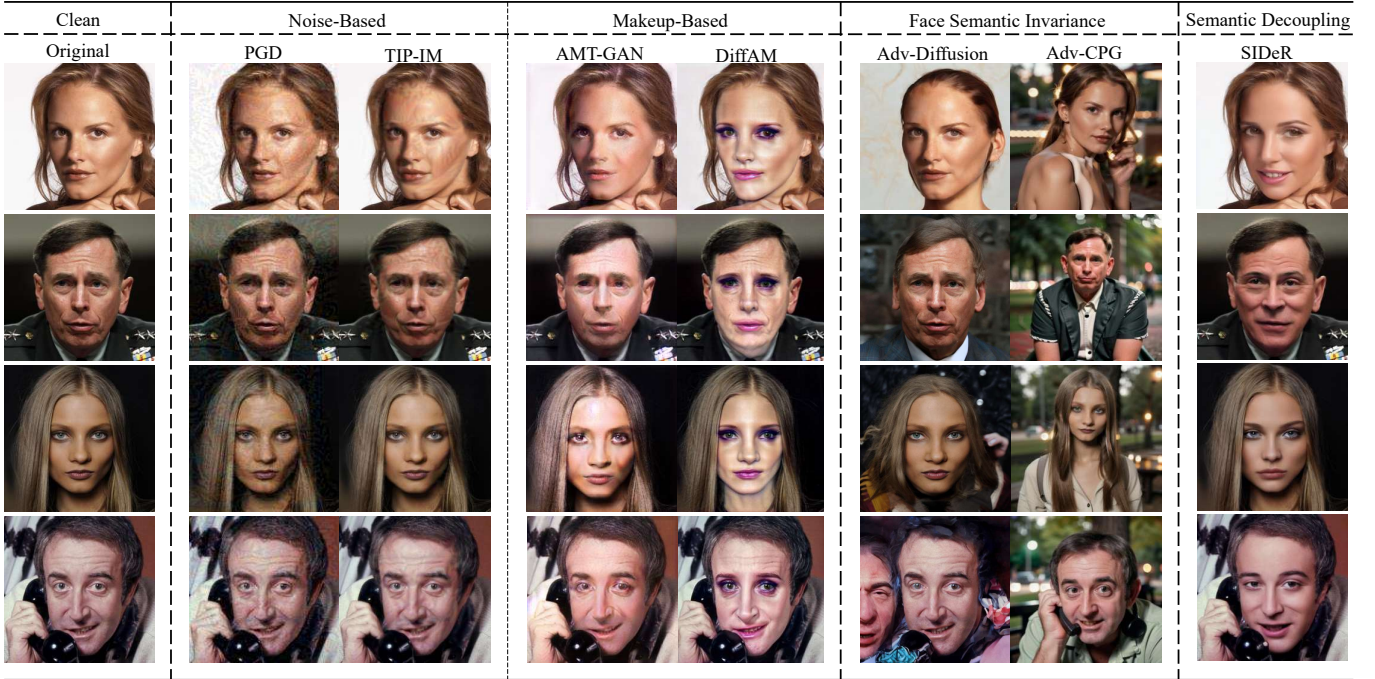 Clean Noise-Based Makeup-Based Face Semantic Invariance Semantic Decoupling
Original PGD TIP-IM AMT-GAN DiffAM Adv-Diffusion Adv-CPG SIDeR